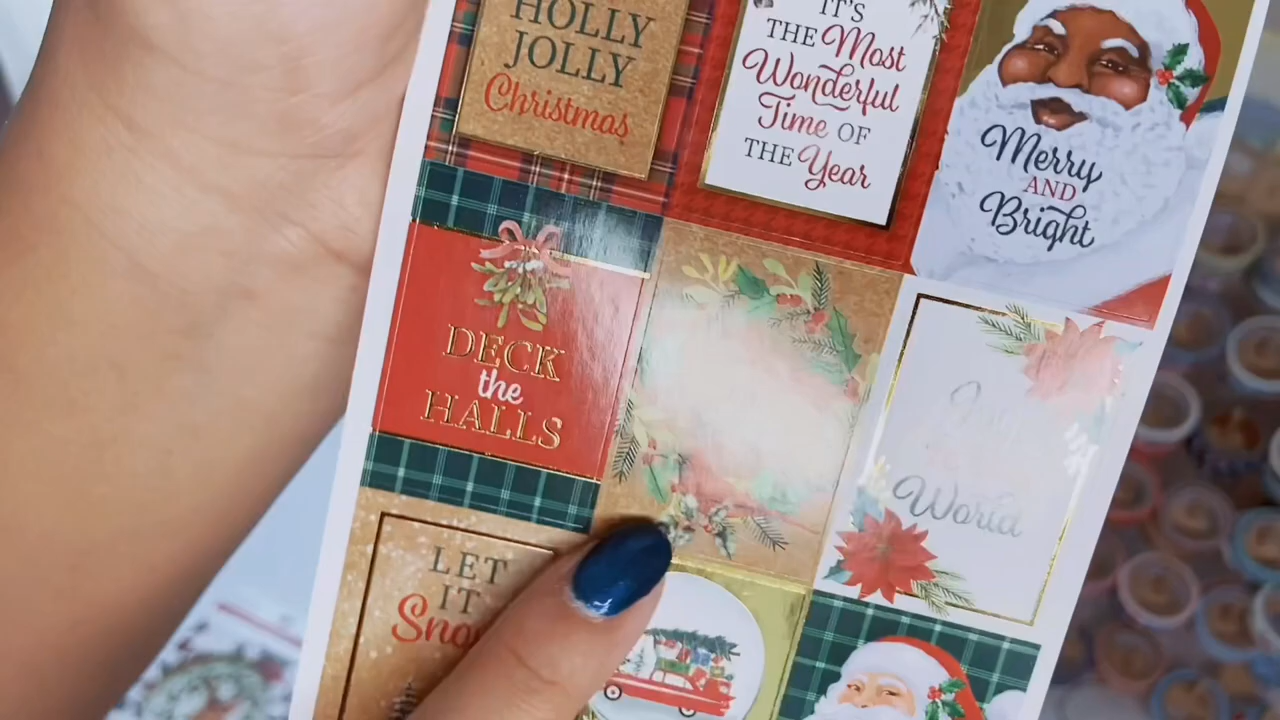 HOLLY
JOLLY
Christmas
IT'S
THE Most
Wonderful
Time OF
THE Year
Merry
AND
Bright
DECK
the
HALLS
World
LET
IT